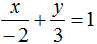 x/-2 + y/3 = 1